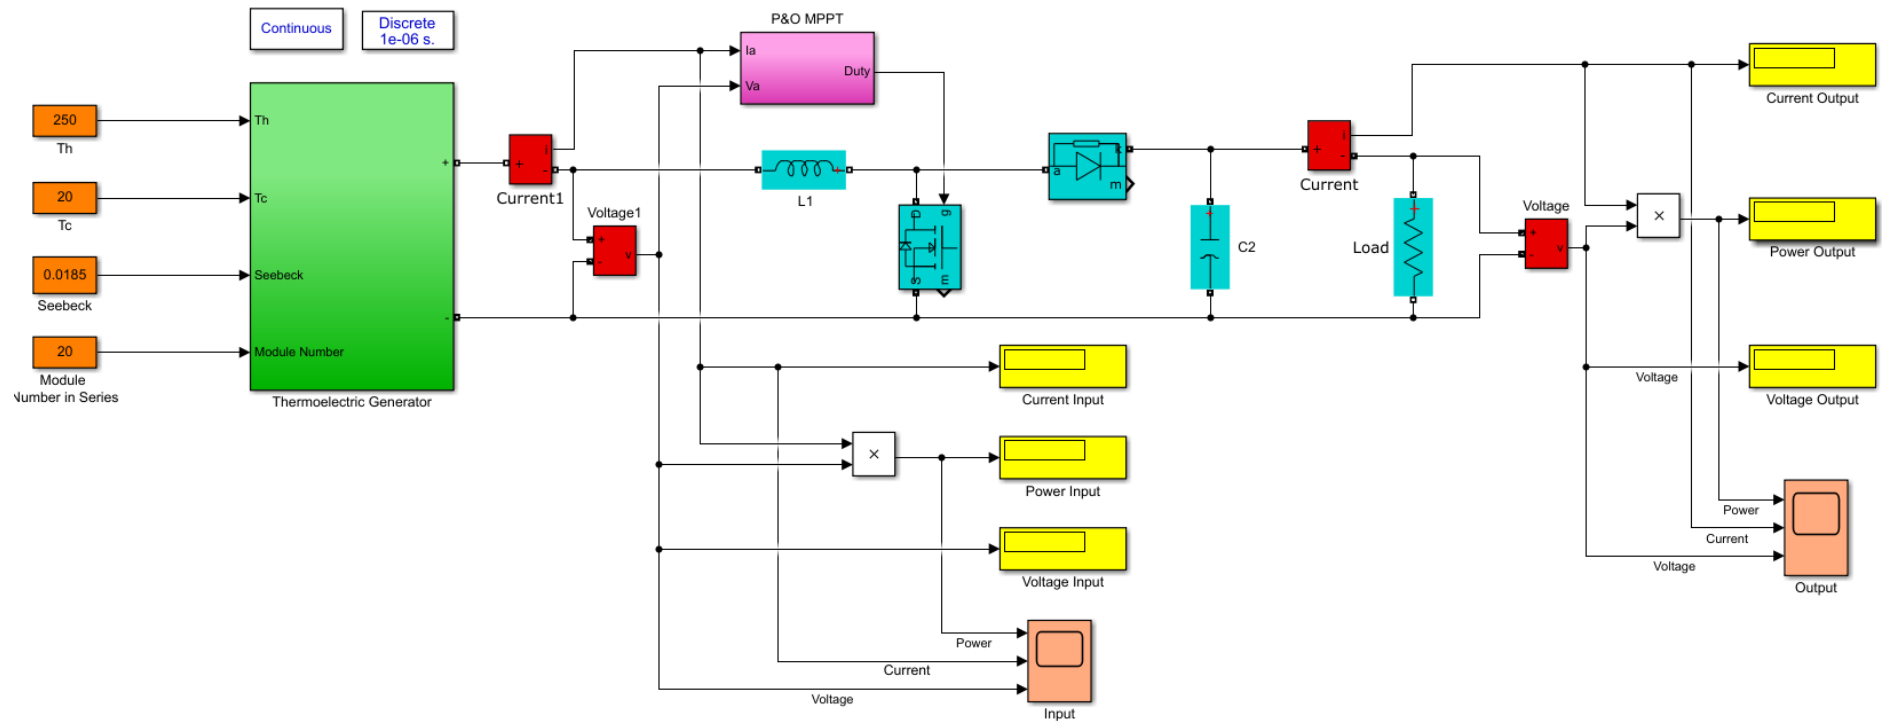 P&O MPPT
Continuous
Discrete
1e-06 s.
Ia
Va
Duty
250
Th
Th
20
Tc
Tc
0.0185
Seebeck
Seebeck
20
Module
Number in Series
Module Number
+
-
Thermoelectric Generator
+
i
-
Current1
Voltage1
+
-
v
+
L1
D
g
S
m
a
k
m
+
C2
+
i
-
Current
+
Load
Voltage
+
-
v
×
Current Output
Power Output
Voltage
Voltage Output
Power
Current
Voltage
Output
Current Input
×
Power Input
Voltage Input
Power
Current
Voltage
Input